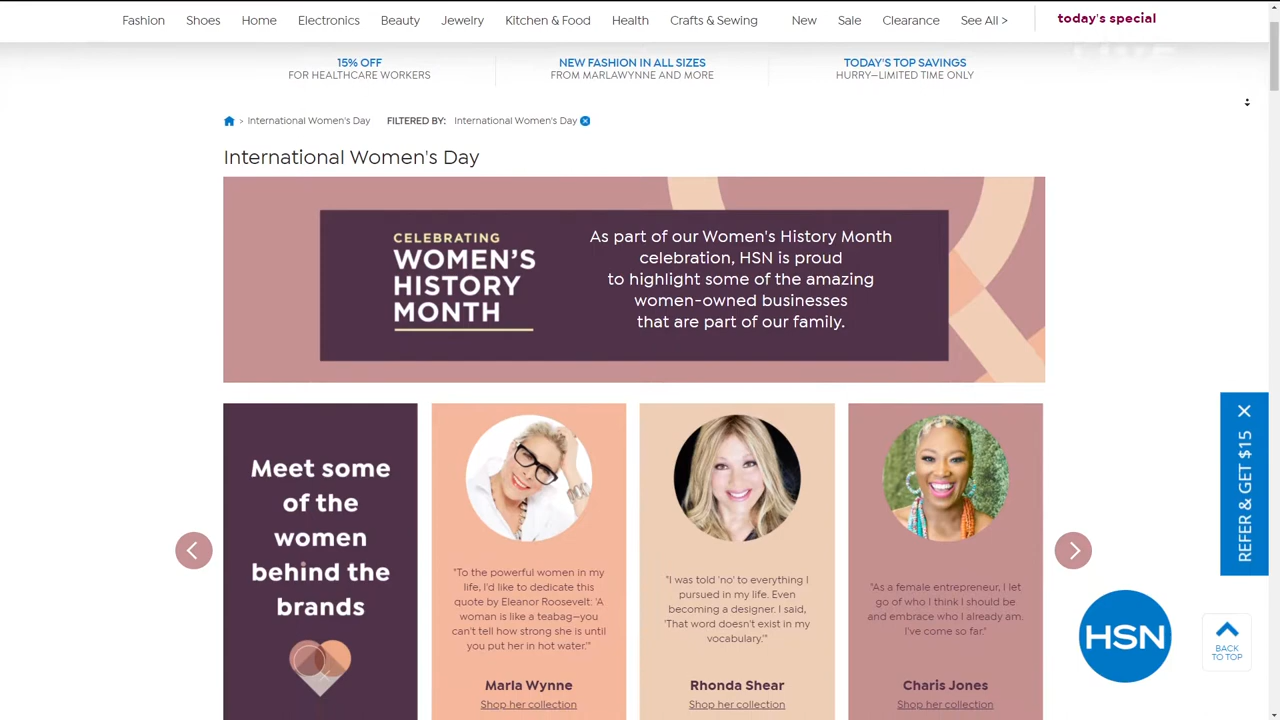 Fashion Shoes Home Electronics Beauty Jewelry Kitchen & Food Health Crafts & Sewing New Sale Clearance See All > today's special
15% OFF
FOR HEALTHCARE WORKERS
NEW FASHION IN ALL SIZES
FROM MARLAWYNNE AND MORE
TODAY'S TOP SAVINGS
HURRY—LIMITED TIME ONLY
> International Women's Day FILTERED BY: International Women's Day
International Women's Day
CELEBRATING
WOMEN'S
HISTORY
MONTH
As part of our Women's History Month
celebration, HSN is proud
to highlight some of the amazing
women-owned businesses
that are part of our family.
Meet some
of the
women
behind the
brands
"To the powerful women in my
life, I'd like to dedicate this
quote by Eleanor Roosevelt: 'A
woman is like a teabag—you
can't tell how strong she is until
you put her in hot water.'"
Marla Wynne
Shop her collection
"I was told 'no' to everything I
pursued in my life. Even
becoming a designer. I said,
'That word doesn't exist in my
vocabulary.'"
Rhonda Shear
Shop her collection
"As a female entrepreneur, I let
go of who I think I should be
and embrace who I already am.
I've come so far."
Charis Jones
Shop her collection
REFER & GET $15
HSN
BACK
TO TOP